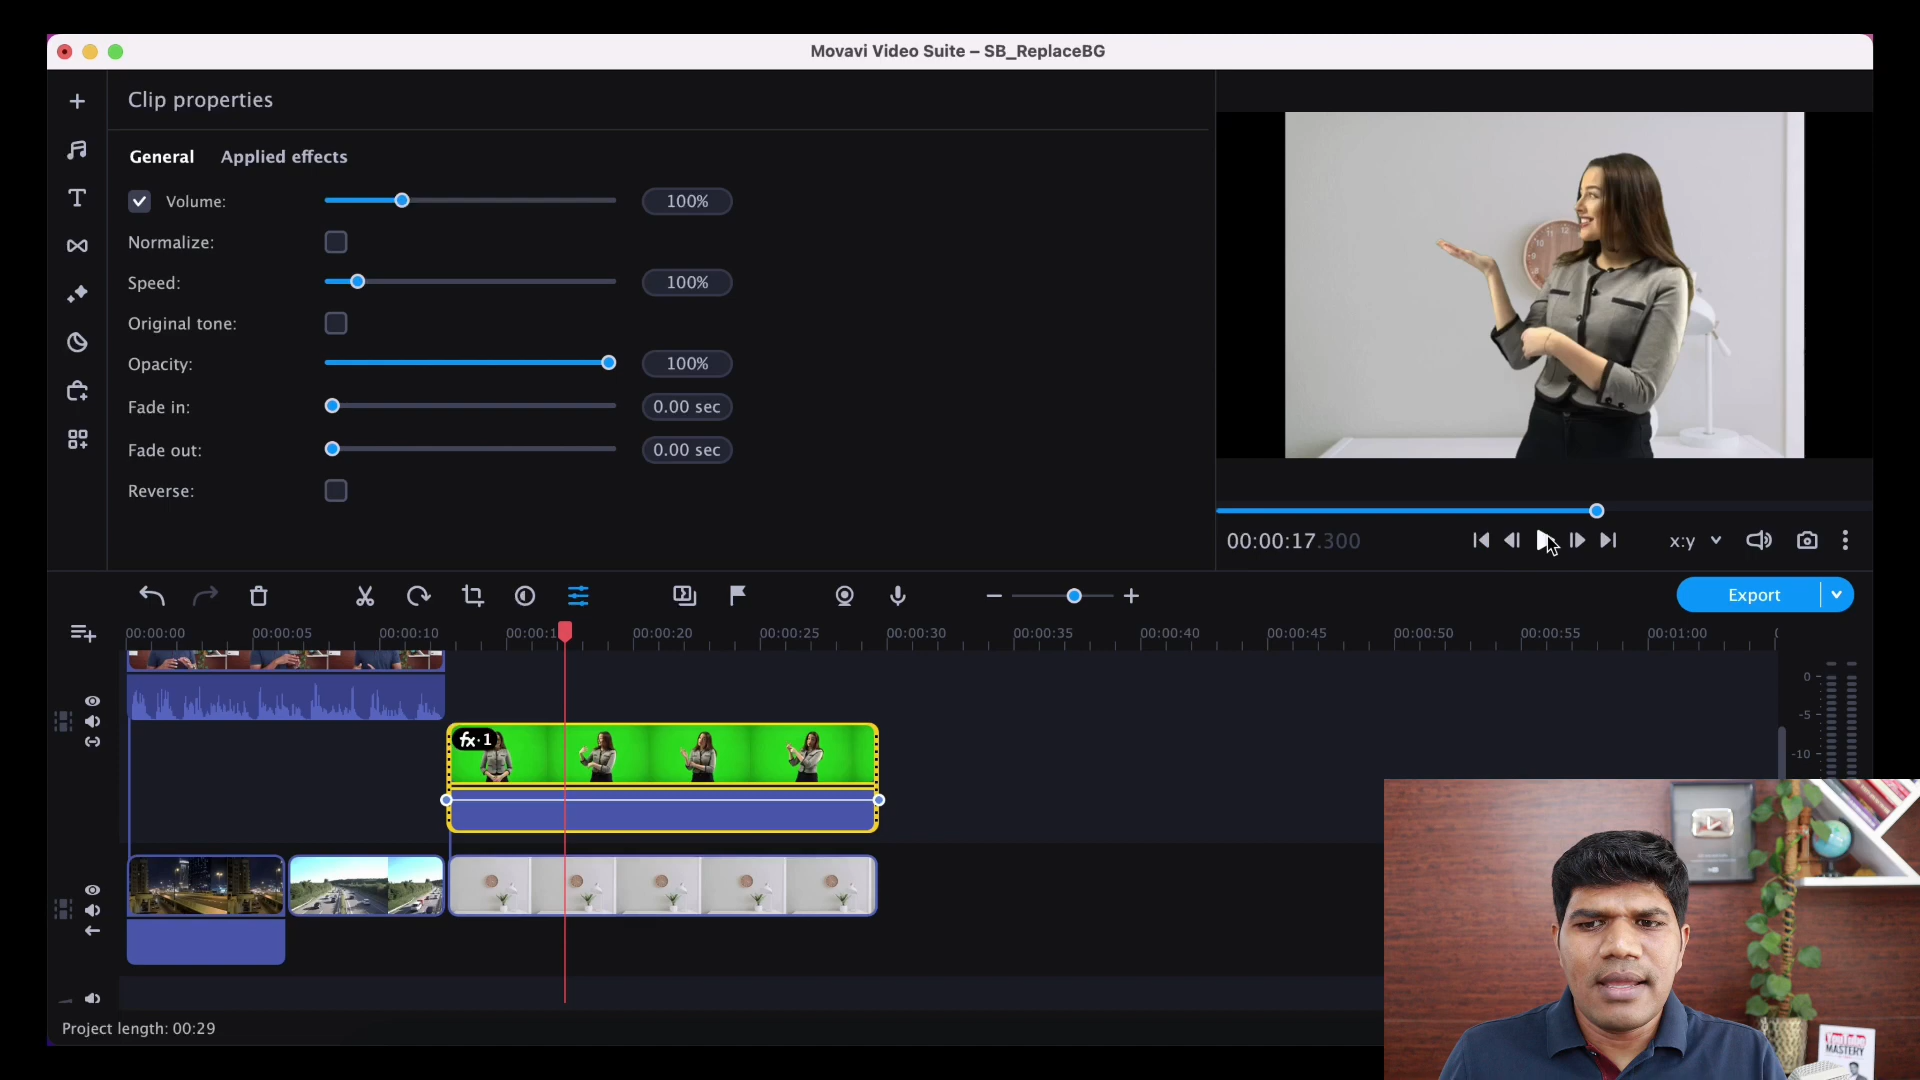 Movavi Video Suite – SB_ReplaceBG
Clip properties
General Applied effects
Volume: 100%
Normalize:
Speed: 100%
Original tone:
Opacity: 100%
Fade in: 0.00 sec
Fade out: 0.00 sec
Reverse:
00:00:17.300
x:y
Export
00:00:00 00:00:05 00:00:10 00:00:1 00:00:20 00:00:25 00:00:30 00:00:35 00:00:40 00:00:45 00:00:50 00:00:55 00:01:00
0
-5
-10
fx·1
Project length: 00:29
YouTube
MASTERY